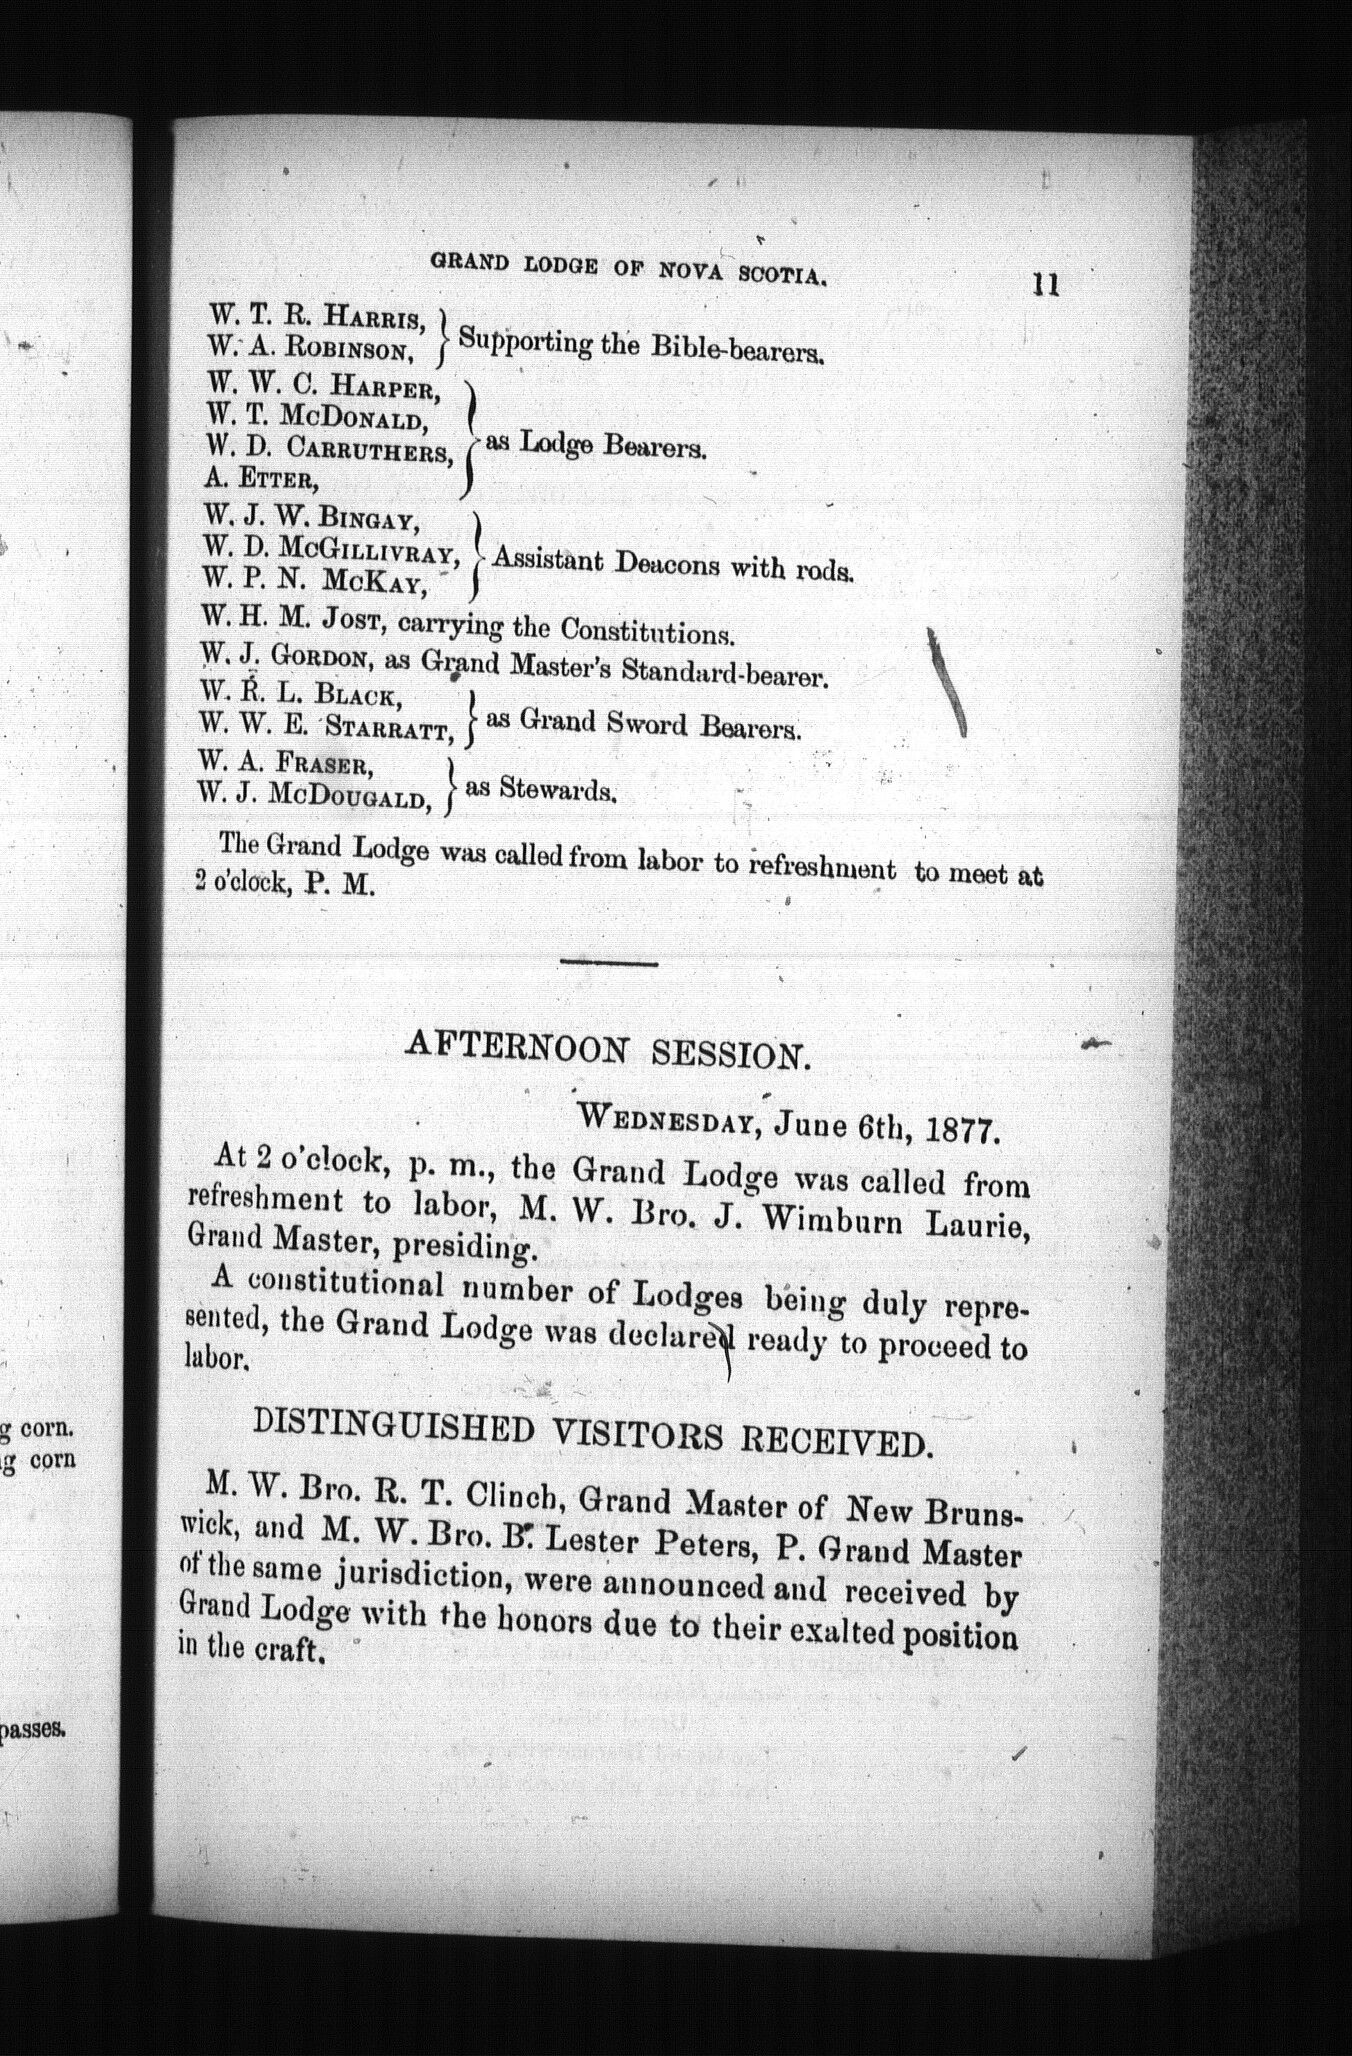 GRAND LODGE OF NOVA SCOTIA. 11
W. T. R. HARRIS,
W. A. ROBINSON,
} Supporting the Bible-bearers.
W. W. C. HARPER,
W. T. MCDONALD,
W. D. CARRUTHERS,
A. ETTER,
} as Lodge Bearers.
W. J. W. BINGAY,
W. D. MCGILLIVRAY,
W. P. N. MCKAY,
} Assistant Deacons with rods.
W. H. M. JOST, carrying the Constitutions.
W. J. GORDON, as Grand Master's Standard-bearer.
W. R. L. BLACK,
W. W. E. STARRATT,
} as Grand Sword Bearers.
W. A. FRASER,
W. J. MCDOUGALD,
} as Stewards.
The Grand Lodge was called from labor to refreshment to meet at
2 o'clock, P. M.
AFTERNOON SESSION.
WEDNESDAY, June 6th, 1877.
At 2 o'clock, p. m., the Grand Lodge was called from
refreshment to labor, M. W. Bro. J. Wimburn Laurie,
Grand Master, presiding.
A constitutional number of Lodges being duly repre-
sented, the Grand Lodge was declared ready to proceed to
labor.
DISTINGUISHED VISITORS RECEIVED.
M. W. Bro. R. T. Clinch, Grand Master of New Bruns-
wick, and M. W. Bro. B. Lester Peters, P. Grand Master
of the same jurisdiction, were announced and received by
Grand Lodge with the honors due to their exalted position
in the craft.
g corn.
g corn
passes.